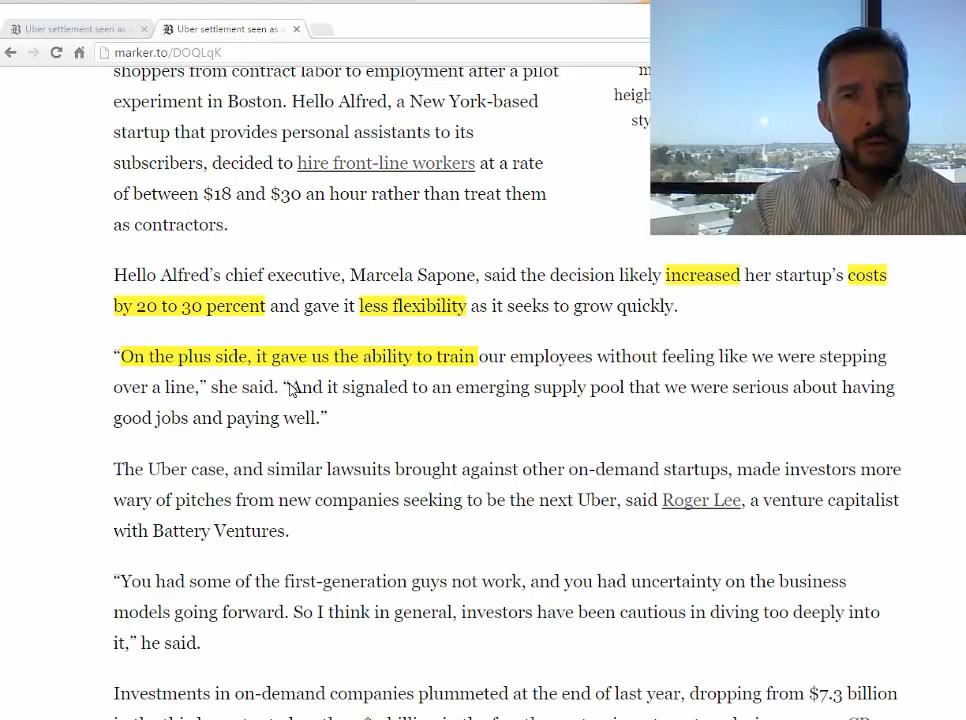 Uber settlement seen as
Uber settlement seen as
marker.to/DOQLqK
shoppers from contract labor to employment after a pilot
experiment in Boston. Hello Alfred, a New York-based
heigh
startup that provides personal assistants to its
sty
subscribers, decided to hire front-line workers at a rate
of between $18 and $30 an hour rather than treat them
as contractors.
Hello Alfred’s chief executive, Marcela Sapone, said the decision likely increased her startup’s costs
by 20 to 30 percent and gave it less flexibility as it seeks to grow quickly.
“On the plus side, it gave us the ability to train our employees without feeling like we were stepping
over a line,” she said. “And it signaled to an emerging supply pool that we were serious about having
good jobs and paying well.”
The Uber case, and similar lawsuits brought against other on-demand startups, made investors more
wary of pitches from new companies seeking to be the next Uber, said Roger Lee, a venture capitalist
with Battery Ventures.
“You had some of the first-generation guys not work, and you had uncertainty on the business
models going forward. So I think in general, investors have been cautious in diving too deeply into
it,” he said.
Investments in on-demand companies plummeted at the end of last year, dropping from $7.3 billion